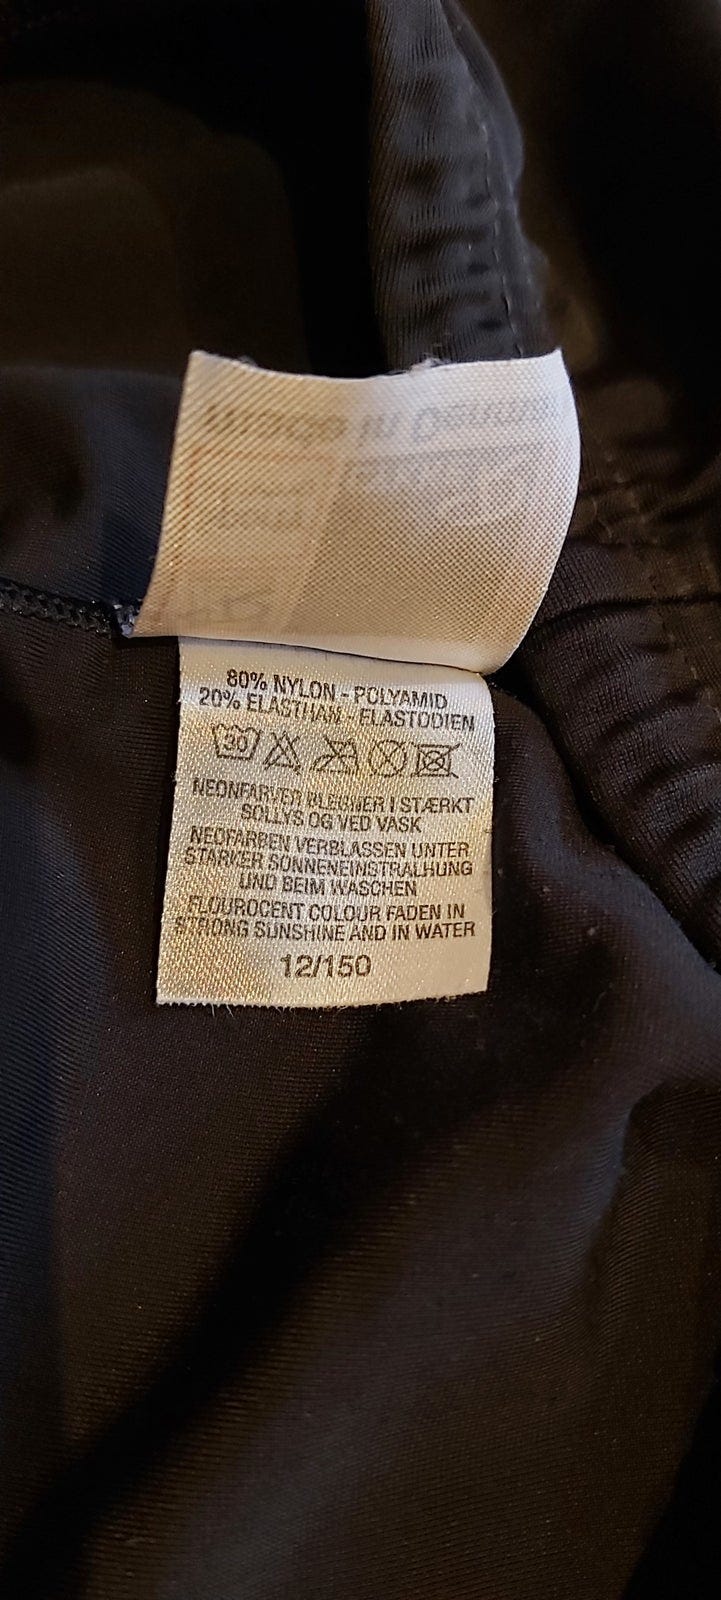 80% NYLON - POLYAMID
20% ELASTHAN - ELASTODIEN
30
NEONFARVER BLEGNER I STÆRKT
SOLLYS OG VED VASK
NEOFARBEN VERBLASSEN UNTER
STARKER SONNENEINSTRALHUNG
UND BEIM WASCHEN
FLOUROCENT COLOUR FADEN IN
STRONG SUNSHINE AND IN WATER
12/150